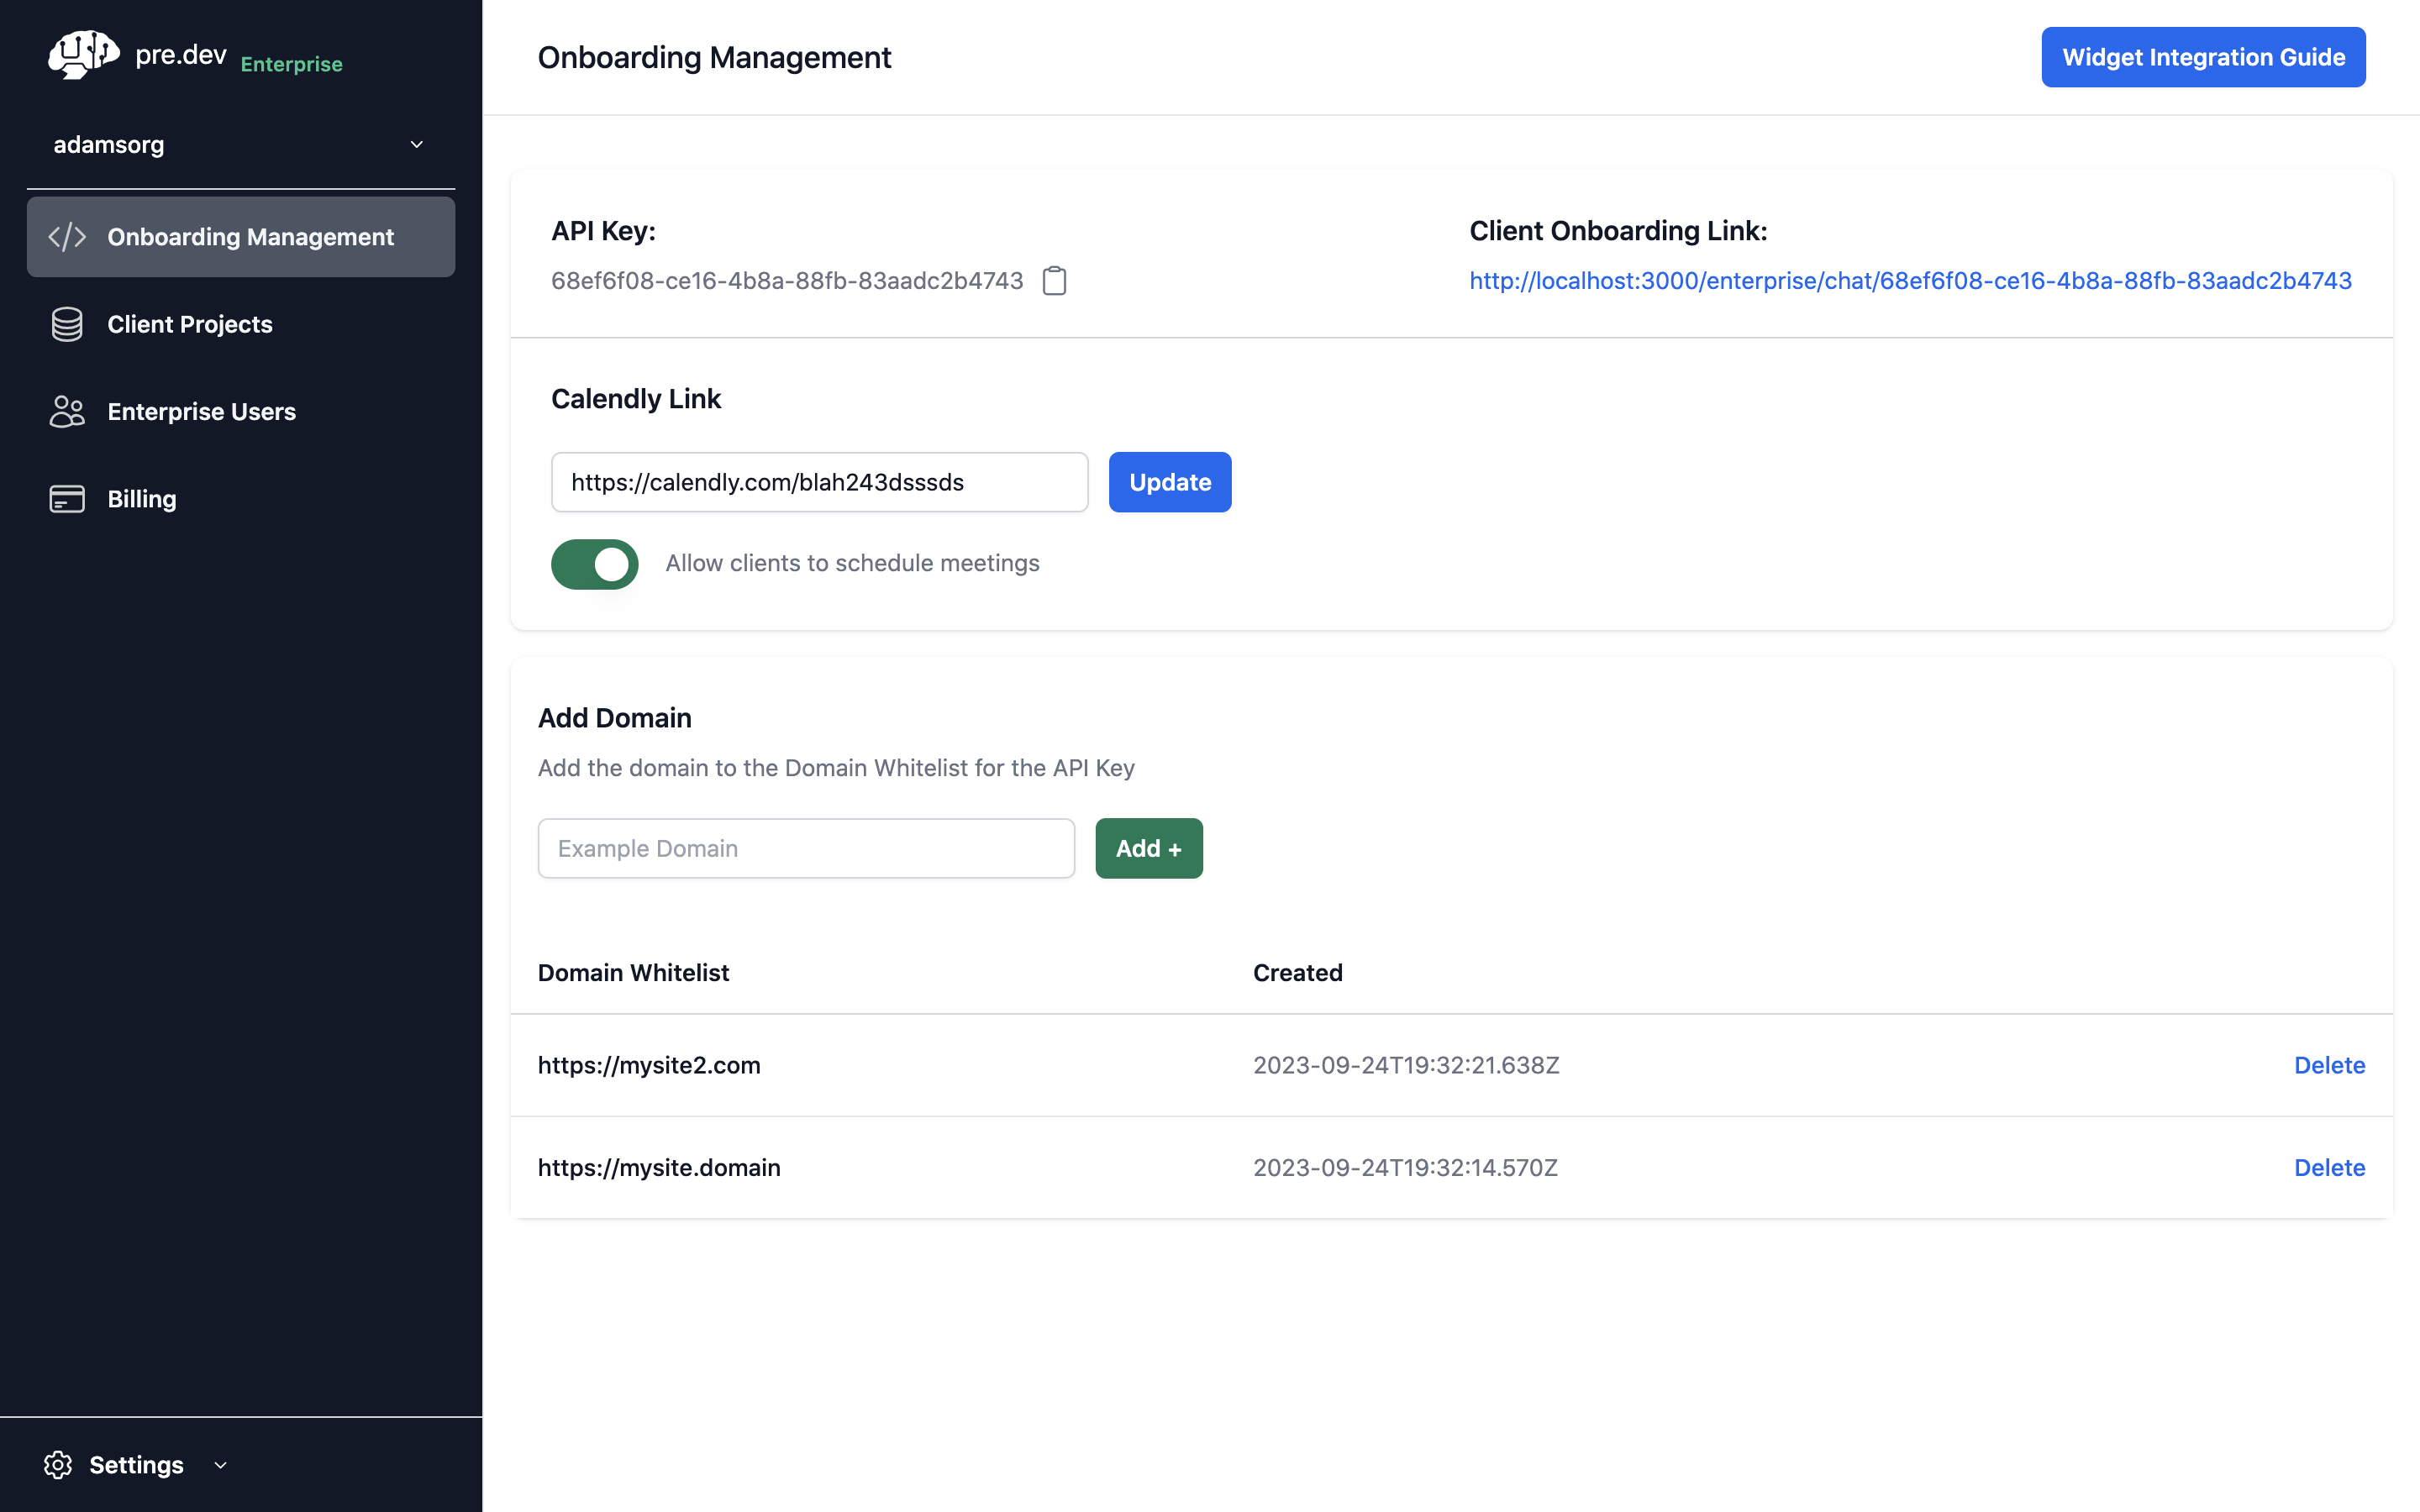 pre.dev Enterprise
adamsorg
Onboarding Management
Client Projects
Enterprise Users
Billing
Settings
Onboarding Management
Widget Integration Guide
API Key:
68ef6f08-ce16-4b8a-88fb-83aadc2b4743
Client Onboarding Link:
http://localhost:3000/enterprise/chat/68ef6f08-ce16-4b8a-88fb-83aadc2b4743
Calendly Link
https://calendly.com/blah243dsssds
Update
Allow clients to schedule meetings
Add Domain
Add the domain to the Domain Whitelist for the API Key
Example Domain
Add +
Domain Whitelist Created
https://mysite2.com 2023-09-24T19:32:21.638Z Delete
https://mysite.domain 2023-09-24T19:32:14.570Z Delete